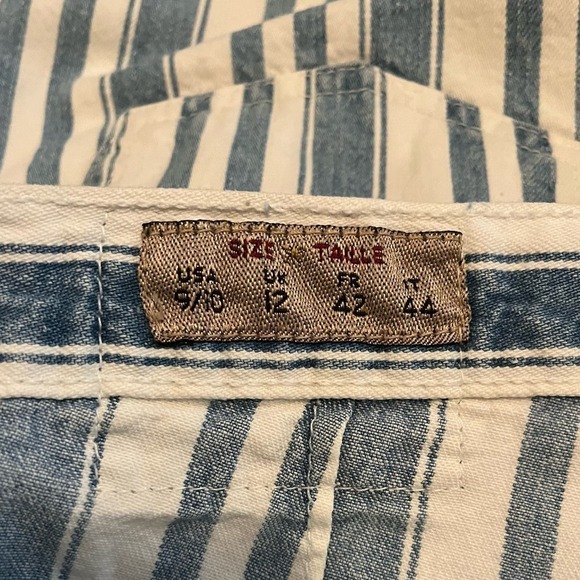 SIZE - TAILLE
USA UK FR IT
9/10 12 42 44